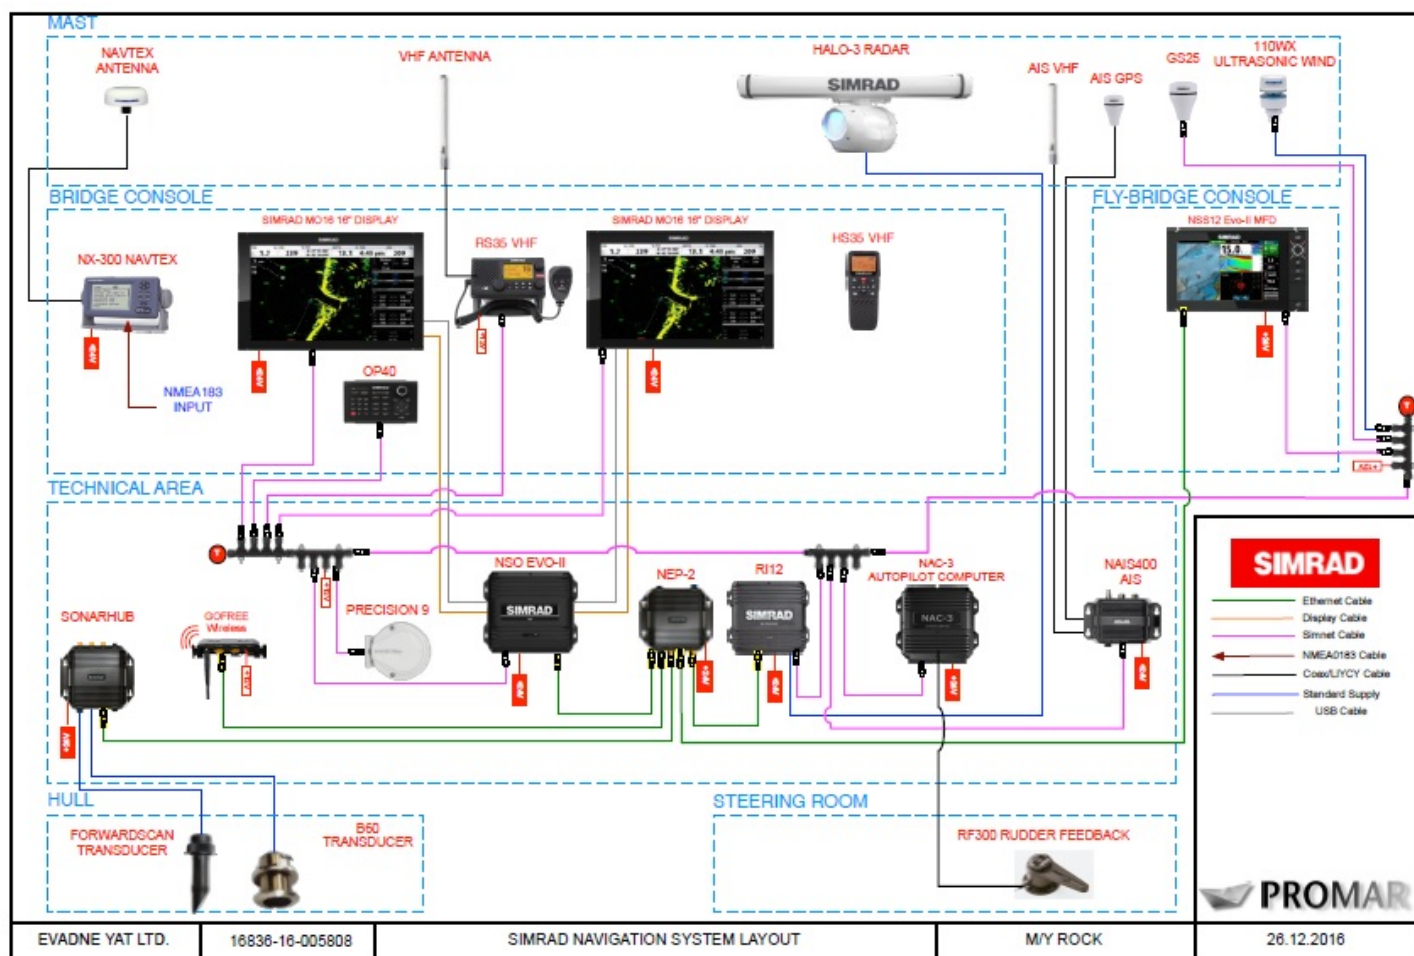 MAST
NAVTEX
ANTENNA
VHF ANTENNA
HALO-3 RADAR
SIMRAD
AIS VHF
AIS GPS
GS25
110WX
ULTRASONIC WIND
BRIDGE CONSOLE
SIMRAD MO16 16" DISPLAY
RS35 VHF
SIMRAD MO16 16" DISPLAY
HS35 VHF
NX-300 NAVTEX
OP40
NMEA183
INPUT
FLY-BRIDGE CONSOLE
NSS12 Evo-II MFD
15.0
TECHNICAL AREA
SONARHUB
GOFREE
Wireless
PRECISION 9
NSO EVO-II
SIMRAD
NEP-2
RI12
SIMRAD
NAC-3
AUTOPILOT COMPUTER
NAC-3
NAIS400
AIS
SIMRAD
Ethernet Cable
Display Cable
Simnet Cable
NMEA0183 Cable
Coax/LIYCY Cable
Standard Supply
USB Cable
HULL
FORWARDSCAN
TRANSDUCER
B60
TRANSDUCER
STEERING ROOM
RF300 RUDDER FEEDBACK
PROMAR
EVADNE YAT LTD.
16836-16-005808
SIMRAD NAVIGATION SYSTEM LAYOUT
M/Y ROCK
26.12.2016